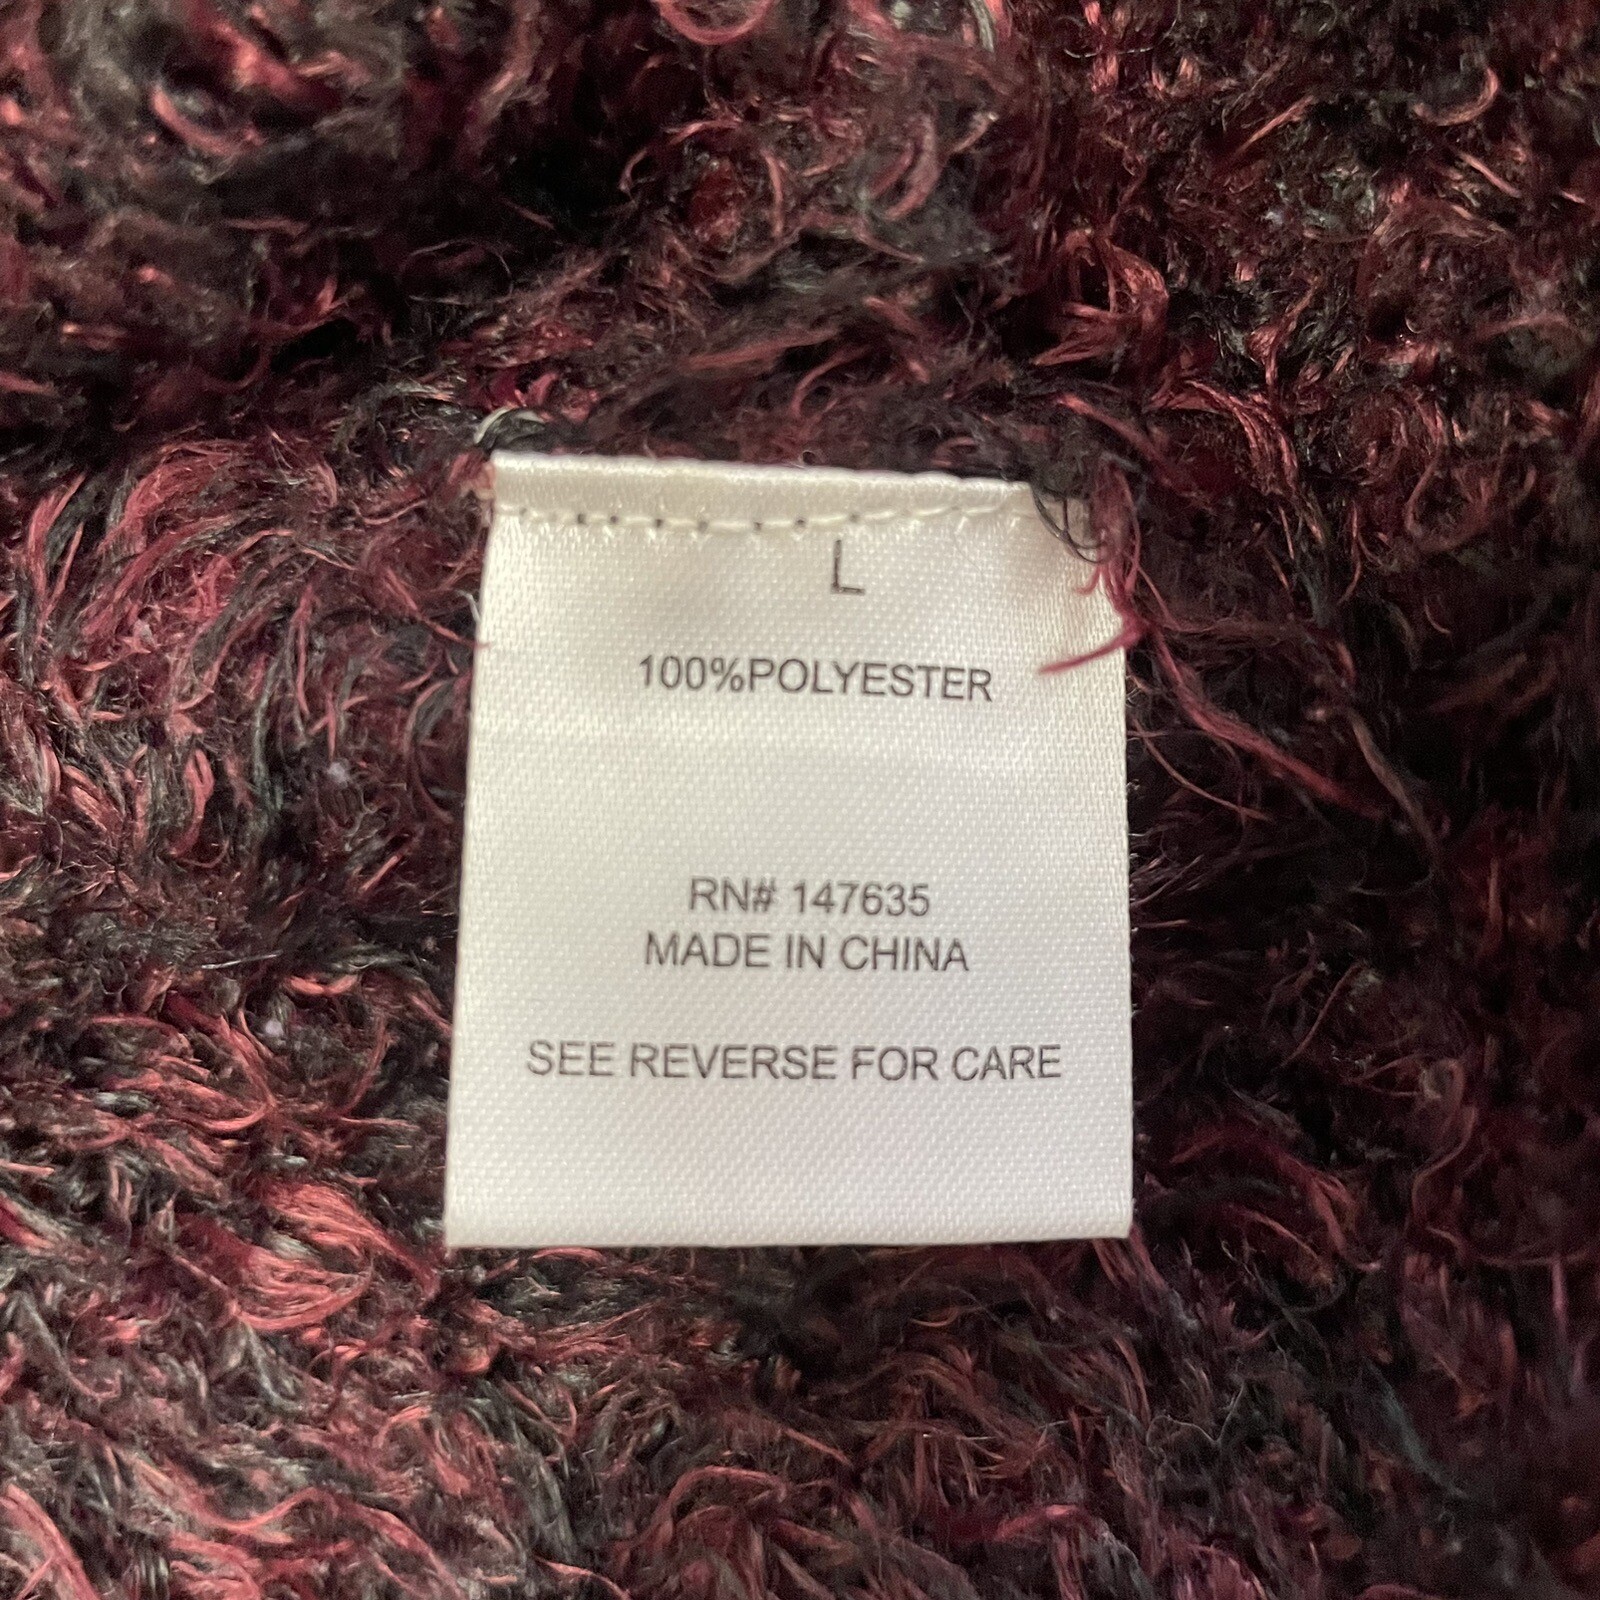 L
100%POLYESTER
RN# 147635
MADE IN CHINA
SEE REVERSE FOR CARE